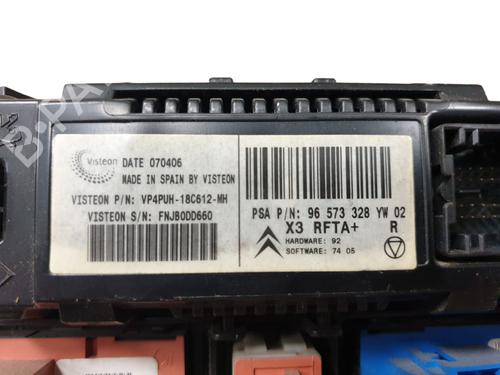 Visteon
DATE 070406
MADE IN SPAIN BY VISTEON
VISTEON P/N: VP4PUH-18C612-MH
VISTEON S/N: FNJB0DD660
PSA P/N: 96 573 328 YW 02
X3 RFTA+ R
HARDWARE: 92
SOFTWARE: 74 05